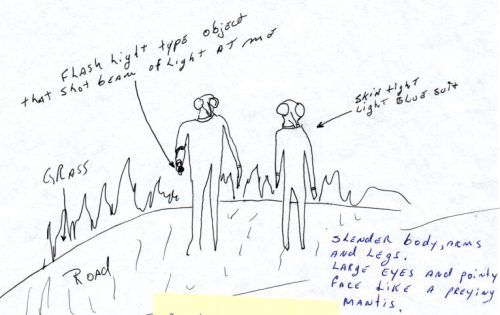 FLASH Light type object
that shot beam of Light AT me
SKIN tight
Light BLUE suit
GRASS
ROAD
SLENDER body, arms
AND LEGS.
LARGE EYES AND pointy
FACE LIKE A preying
MANTIS.